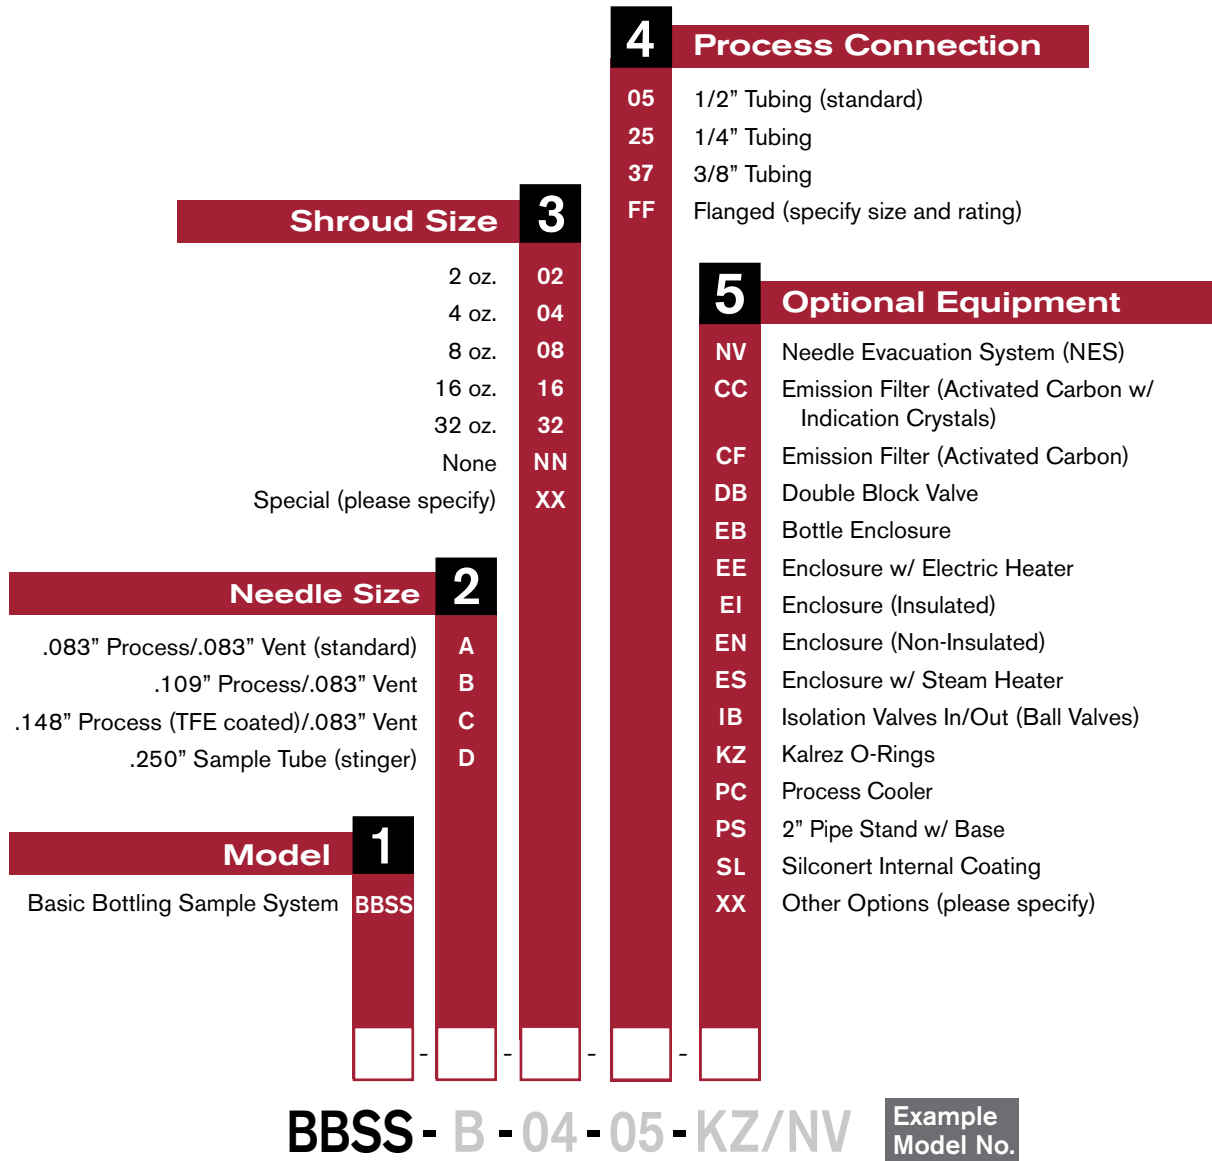 4 Process Connection
05 1/2” Tubing (standard)
25 1/4” Tubing
37 3/8” Tubing
FF Flanged (specify size and rating)
Shroud Size 3
2 oz. 02
4 oz. 04
8 oz. 08
16 oz. 16
32 oz. 32
None NN
Special (please specify) XX
5 Optional Equipment
NV Needle Evacuation System (NES)
CC Emission Filter (Activated Carbon w/
Indication Crystals)
CF Emission Filter (Activated Carbon)
DB Double Block Valve
EB Bottle Enclosure
EE Enclosure w/ Electric Heater
EI Enclosure (Insulated)
EN Enclosure (Non-Insulated)
ES Enclosure w/ Steam Heater
IB Isolation Valves In/Out (Ball Valves)
KZ Kalrez O-Rings
PC Process Cooler
PS 2” Pipe Stand w/ Base
SL Silconert Internal Coating
XX Other Options (please specify)
Needle Size 2
.083” Process/.083” Vent (standard) A
.109” Process/.083” Vent B
.148” Process (TFE coated)/.083” Vent C
.250” Sample Tube (stinger) D
Model 1
Basic Bottling Sample System BBSS
- - - -
BBSS - B - 04 - 05 - KZ/NV
Example
Model No.